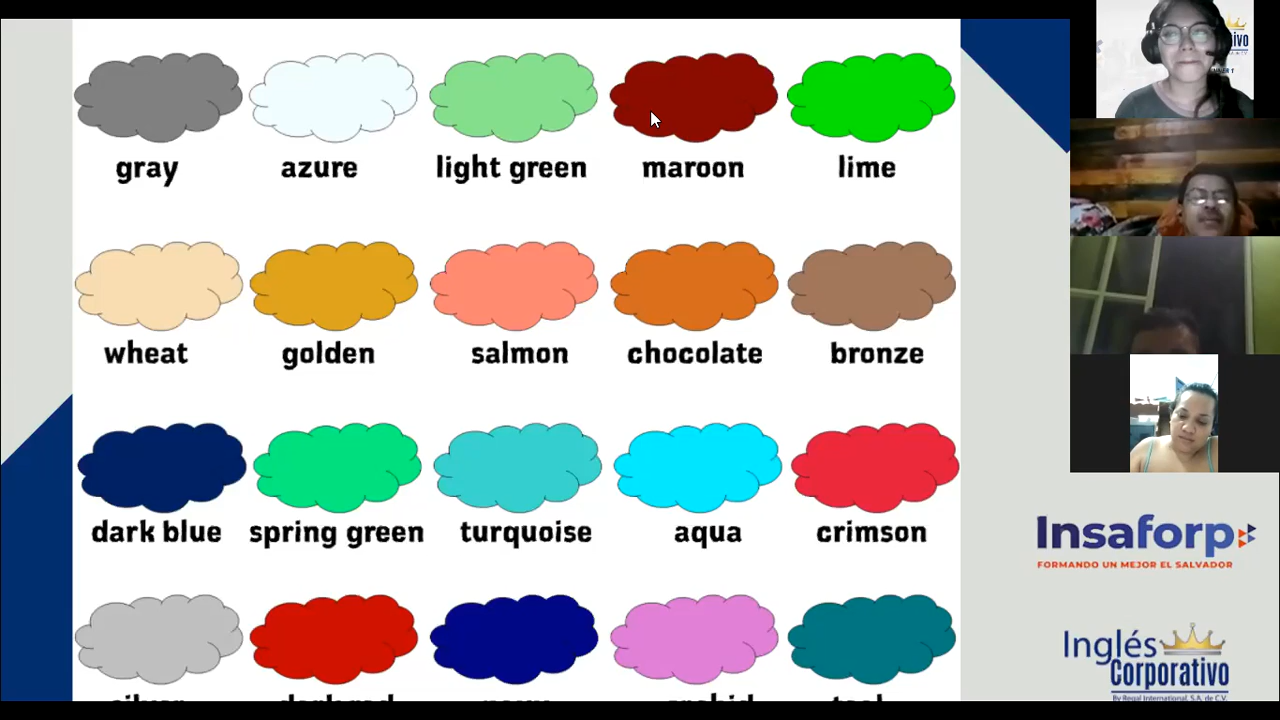 gray azure light green maroon lime
wheat golden salmon chocolate bronze
dark blue spring green turquoise aqua crimson
Insaforp
FORMANDO UN MEJOR EL SALVADOR
Inglés
Corporativo
By Regal International, S.A. de C.V.